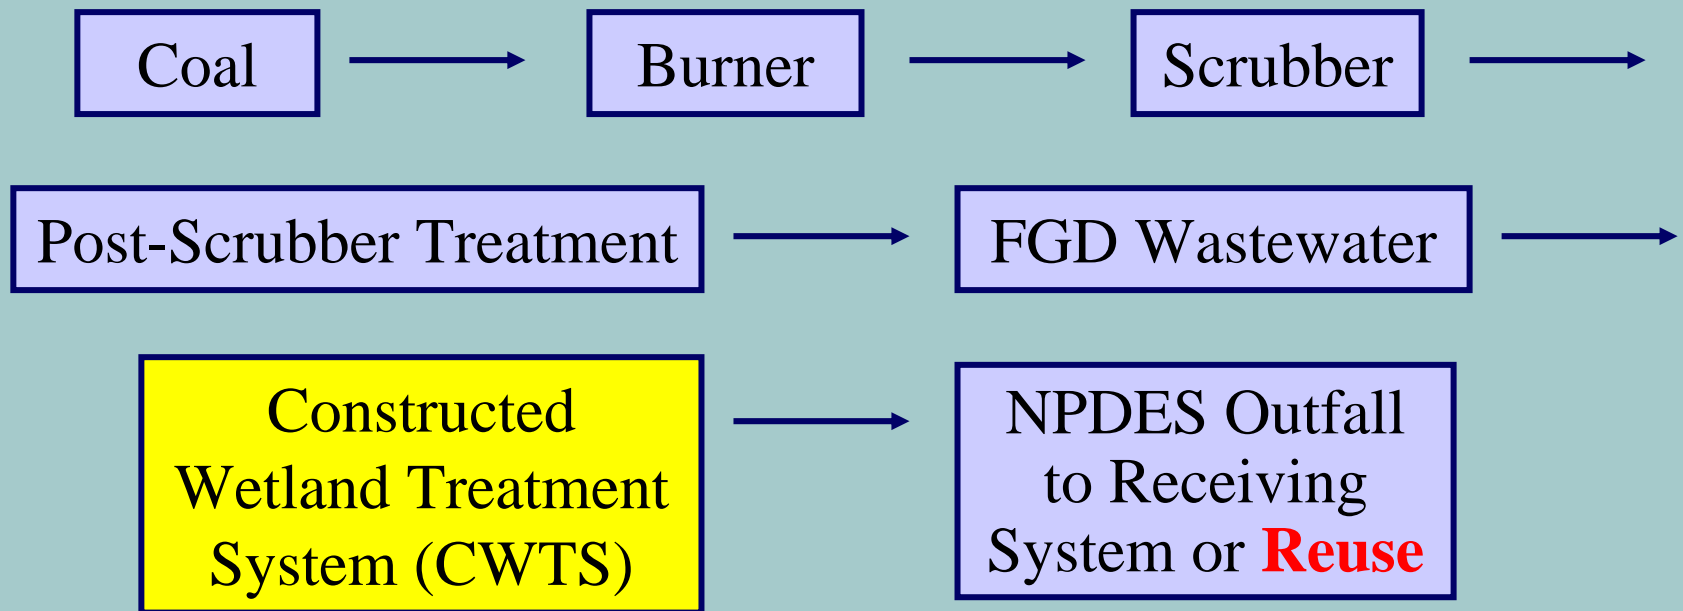 Coal
Burner
Scrubber
Post-Scrubber Treatment
FGD Wastewater
Constructed
Wetland Treatment
System (CWTS)
NPDES Outfall
to Receiving
System or Reuse